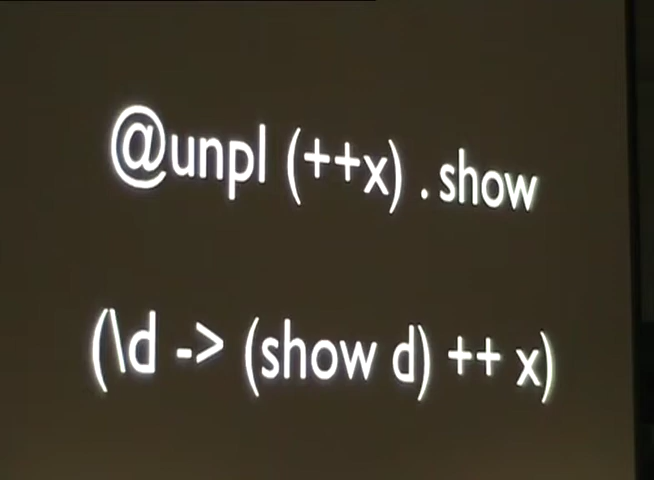 @unpl (++x) . show
(\d -> (show d) ++ x)